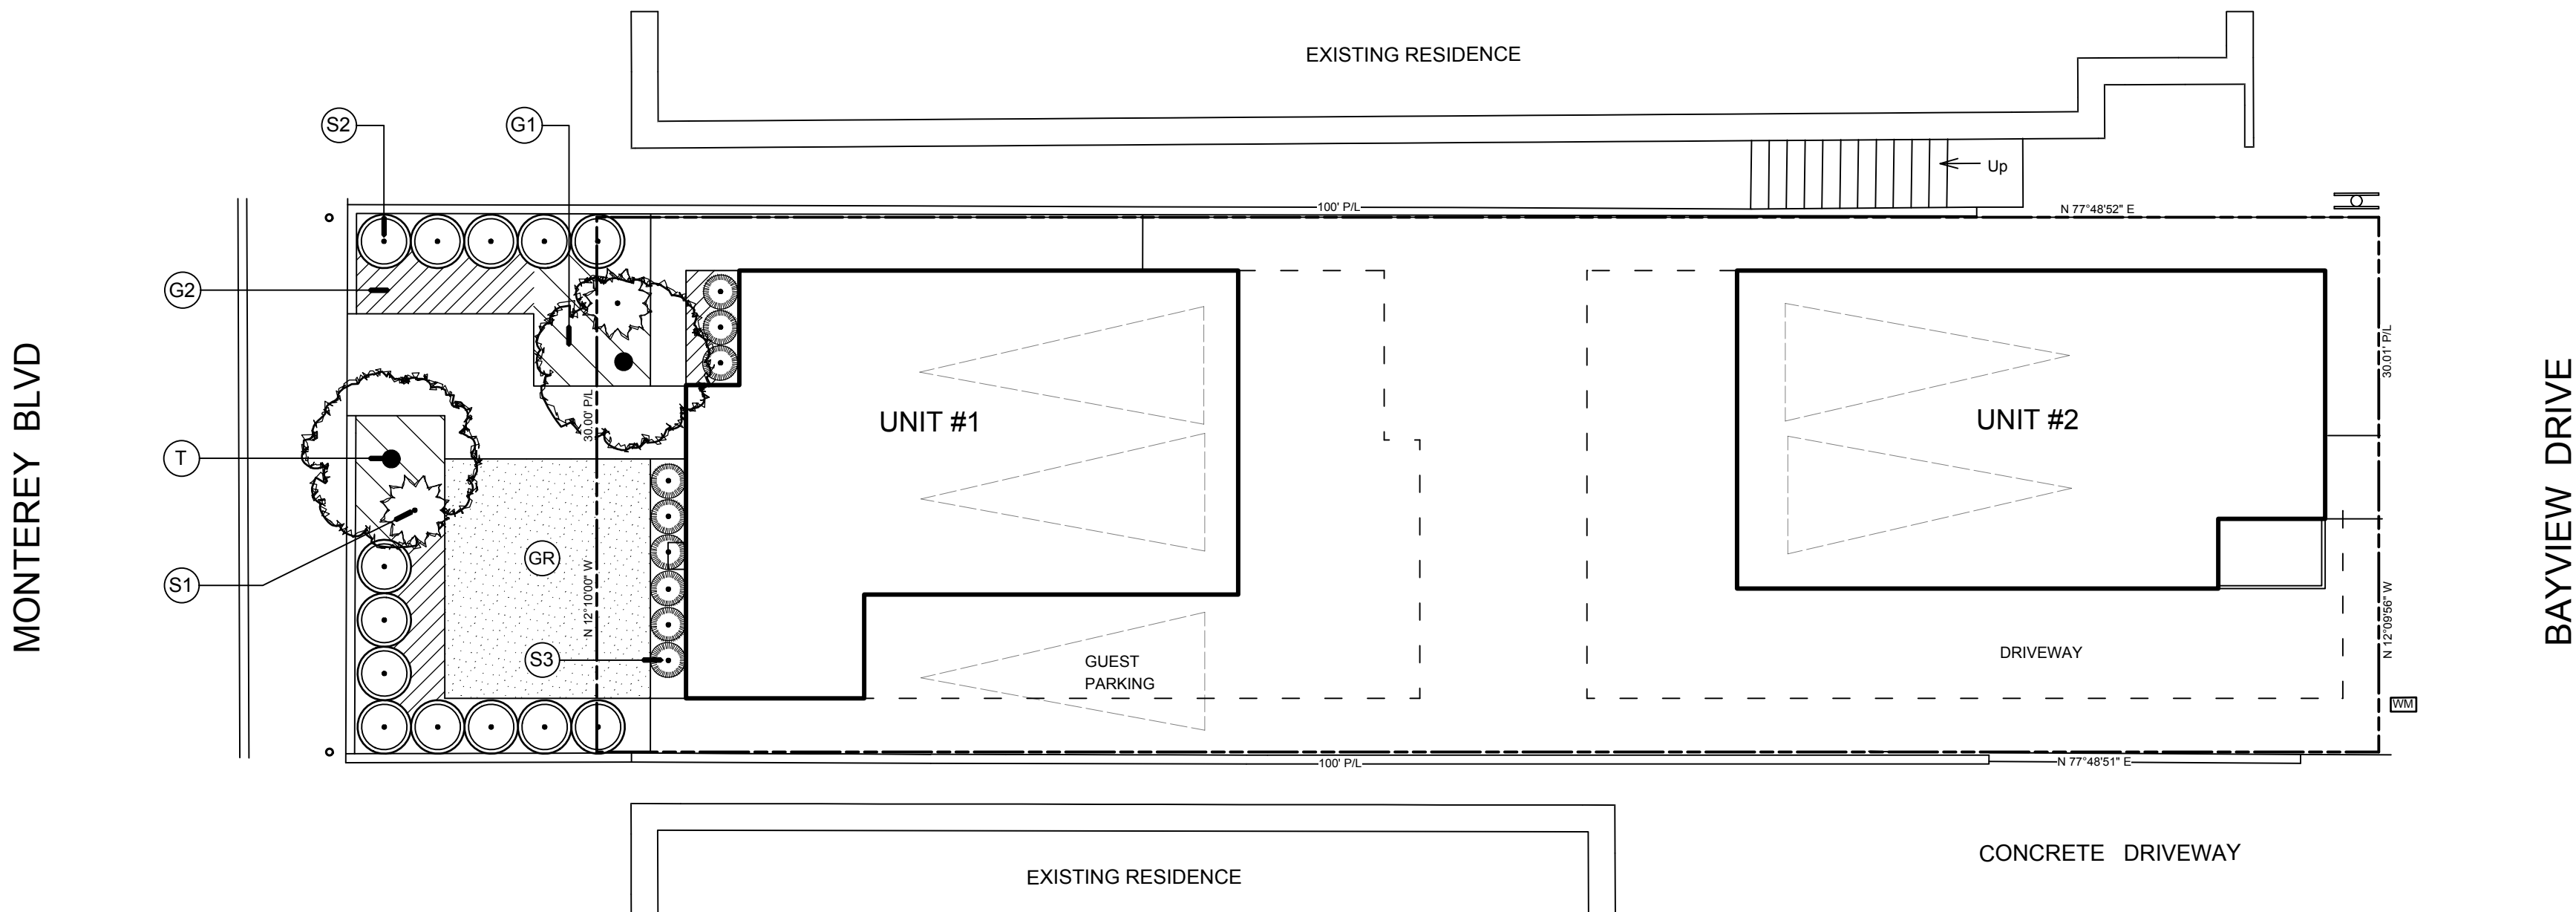 EXISTING RESIDENCE
S2
G1
Up
100' P/L
N 77°48'52" E
G2
MONTEREY BLVD
30.00' P/L
N 12°10'00" W
UNIT #1
UNIT #2
30.01' P/L
N 12°09'56" W
BAYVIEW DRIVE
T
GR
S1
S3
GUEST
PARKING
DRIVEWAY
WM
100' P/L
N 77°48'51" E
CONCRETE DRIVEWAY
EXISTING RESIDENCE